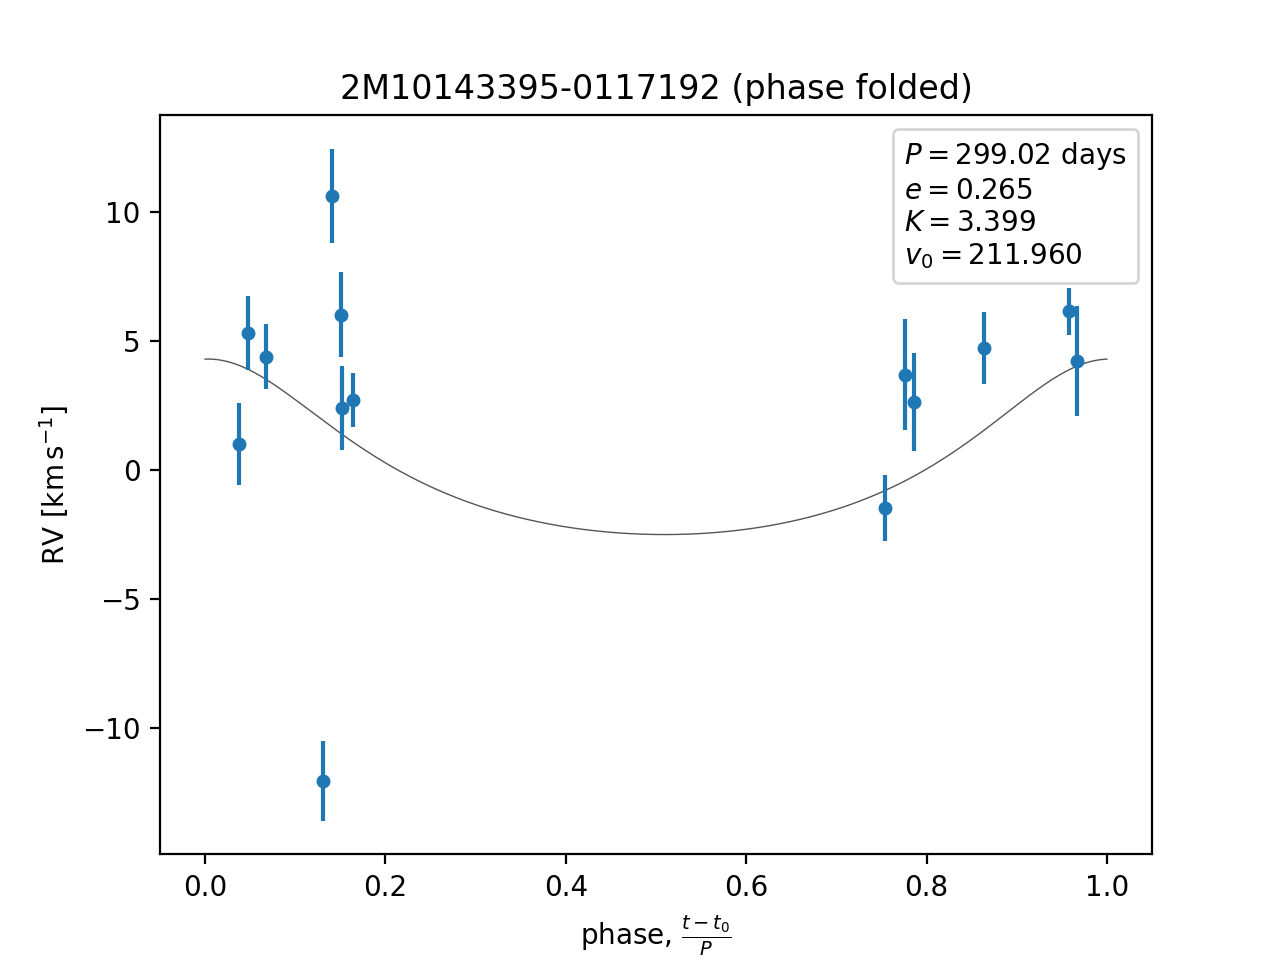 2M10143395-0117192 (phase folded)
P = 299.02 days
e = 0.265
K = 3.399
v₀ = 211.960
10
5
0
−5
−10
RV [km s⁻¹]
0.0 0.2 0.4 0.6 0.8 1.0
phase, (t − t₀)/P